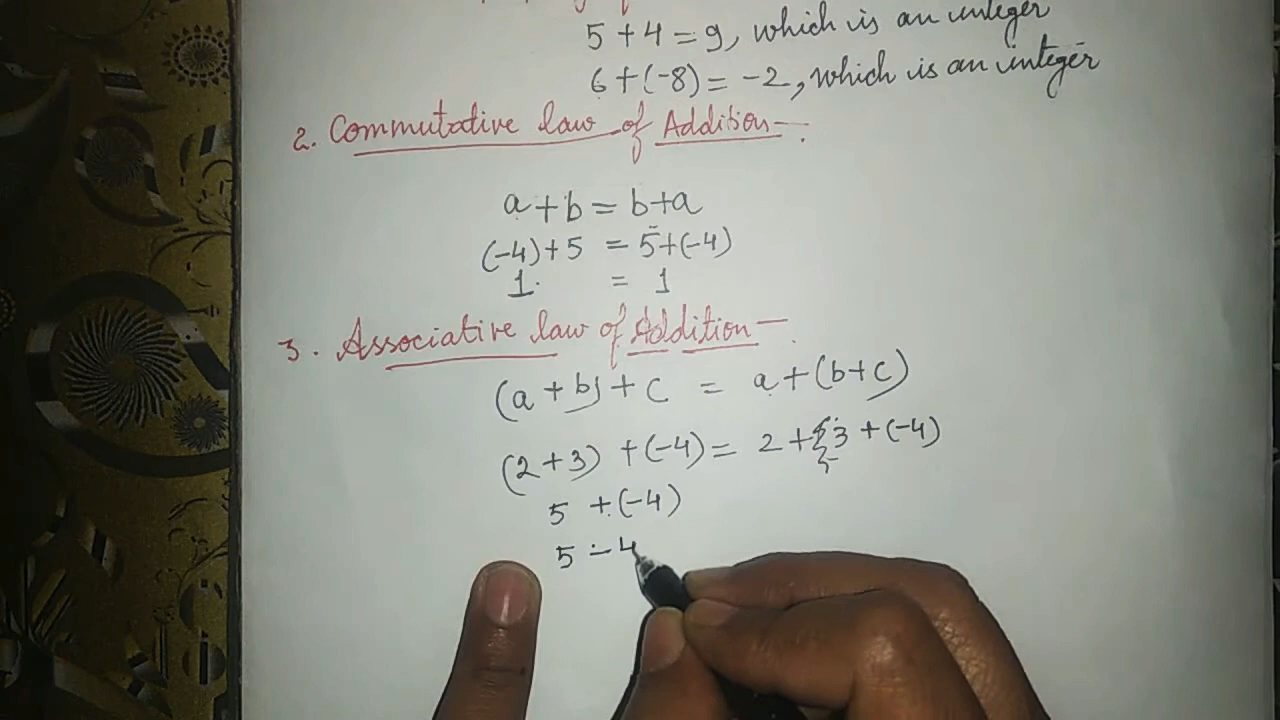 5 + 4 = 9, which is an integer
6 + (-8) = -2, which is an integer
2. Commutative law of Addition -.
a + b = b+a
(-4)+5 = 5+(-4)
1. = 1
3. Associative law of Addition -.
(a + b) + c = a + (b+c)
(2+3) + (-4) = 2 + {3 + (-4)
5 + (-4)
5 - 4